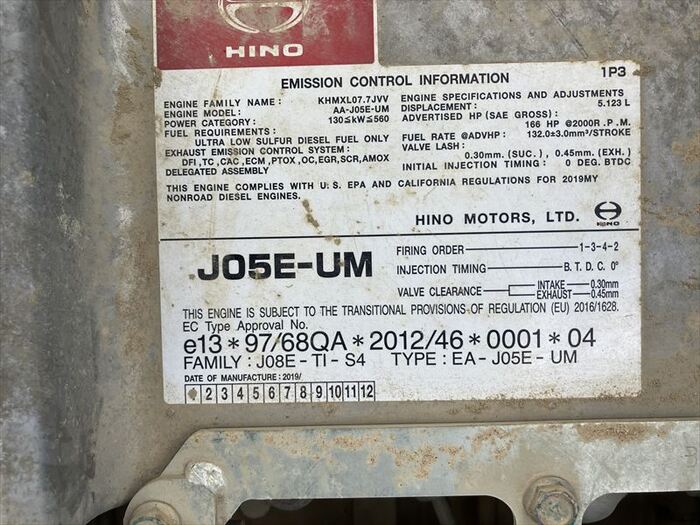 HINO
EMISSION CONTROL INFORMATION
1P3
ENGINE FAMILY NAME : KHMXL07.7JVV
ENGINE MODEL: AA-J05E-UM
POWER CATEGORY: 130≤kW≤560
FUEL REQUIREMENTS :
ULTRA LOW SULFUR DIESEL FUEL ONLY
EXHAUST EMISSION CONTROL SYSTEM :
DFI,TC,CAC,ECM,PTOX,OC,EGR,SCR,AMOX
DELEGATED ASSEMBLY
ENGINE SPECIFICATIONS AND ADJUSTMENTS
DISPLACEMENT: 5.123 L
ADVERTISED HP (SAE GROSS) :
166 HP @2000R.P.M.
FUEL RATE @ADVHP : 132.0±3.0mm³/STROKE
VALVE LASH :
0.30mm (SUC.), 0.45mm (EXH.)
INITIAL INJECTION TIMING: 0 DEG. BTDC
THIS ENGINE COMPLIES WITH U.S. EPA AND CALIFORNIA REGULATIONS FOR 2019MY
NONROAD DIESEL ENGINES.
HINO MOTORS, LTD.
HINO
J05E-UM
FIRING ORDER 1-3-4-2
INJECTION TIMING B. T. D. C. 0°
VALVE CLEARANCE INTAKE 0.30mm
EXHAUST 0.45mm
THIS ENGINE IS SUBJECT TO THE TRANSITIONAL PROVISIONS OF REGULATION (EU) 2016/1628.
EC Type Approval No.
e13*97/68QA*2012/46*0001*04
FAMILY : J08E-TI-S4 TYPE : EA-J05E-UM
DATE OF MANUFACTURE : 2019/
2 3 4 5 6 7 8 9 10 11 12